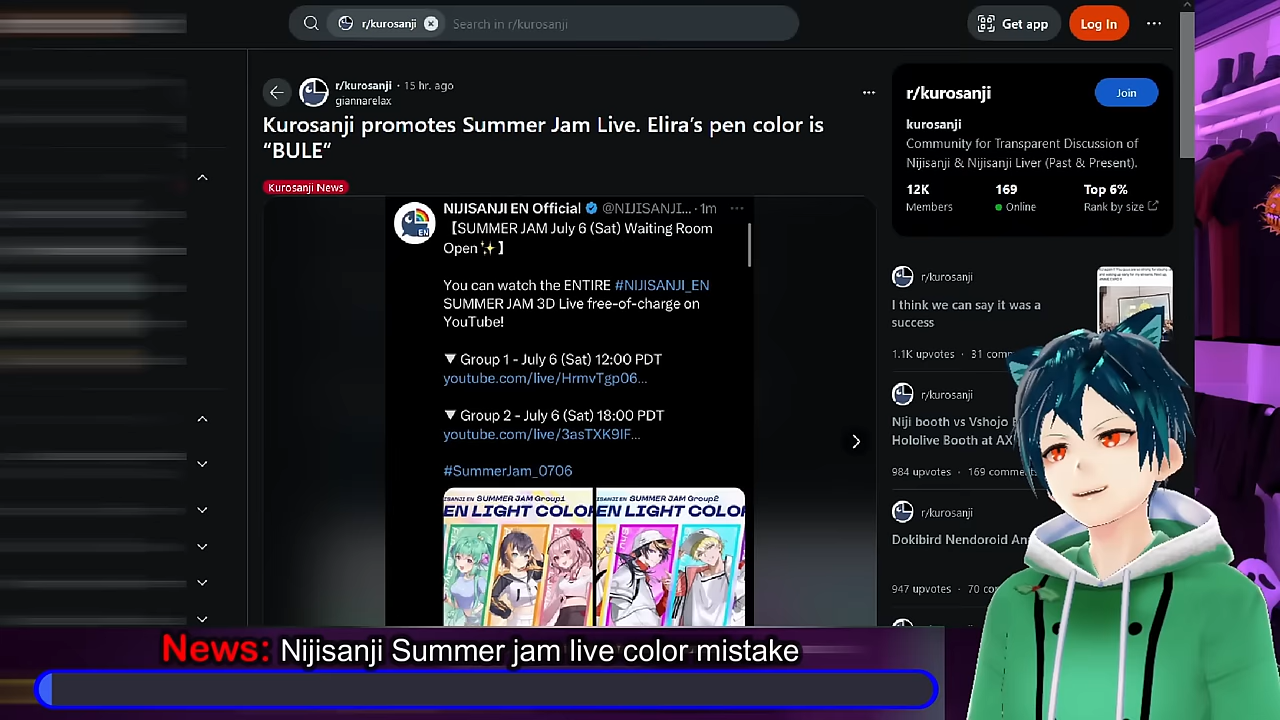 r/kurosanji
Search in r/kurosanji
Get app
Log In
r/kurosanji · 15 hr. ago
giannarelax
Kurosanji promotes Summer Jam Live. Elira’s pen color is
“BULE“
Kurosanji News
NIJISANJI EN Official @NIJISANJI... · 1m
【SUMMER JAM July 6 (Sat) Waiting Room
Open✨】
You can watch the ENTIRE #NIJISANJI_EN
SUMMER JAM 3D Live free-of-charge on
YouTube!
▼ Group 1 - July 6 (Sat) 12:00 PDT
youtube.com/live/HrmvTgp06...
▼ Group 2 - July 6 (Sat) 18:00 PDT
youtube.com/live/3asTXK9IF...
#SummerJam_0706
SUMMER JAM Group1
EN LIGHT COLO
SUMMER JAM Group2
EN LIGHT COLO
r/kurosanji
Join
kurosanji
Community for Transparent Discussion of
Nijisanji & Nijisanji Liver (Past & Present).
12K
169
Top 6%
Members
Online
Rank by size
r/kurosanji
I think we can say it was a
success
1.1K upvotes · 31 com
r/kurosanji
Niji booth vs Vshojo
Hololive Booth at AX
984 upvotes · 169 comme
r/kurosanji
Dokibird Nendoroid An
947 upvotes · 70 co
News: Nijisanji Summer jam live color mistake